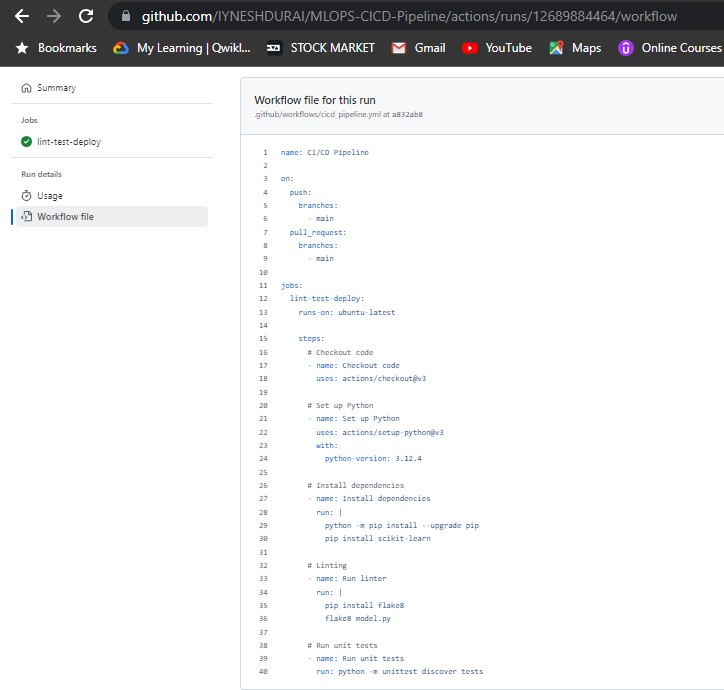 github.com/IYNESHDURAI/MLOPS-CICD-Pipeline/actions/runs/12689884464/workflow
Bookmarks My Learning | Qwikl... STOCK MARKET Gmail YouTube Maps Online Courses
Summary
Jobs
lint-test-deploy
Run details
Usage
Workflow file
Workflow file for this run
.github/workflows/cicd_pipeline.yml at a832ab8
1 name: CI/CD Pipeline
2
3 on:
4 push:
5 branches:
6 - main
7 pull_request:
8 branches:
9 - main
10
11 jobs:
12 lint-test-deploy:
13 runs-on: ubuntu-latest
14
15 steps:
16 # Checkout code
17 - name: Checkout code
18 uses: actions/checkout@v3
19
20 # Set up Python
21 - name: Set up Python
22 uses: actions/setup-python@v3
23 with:
24 python-version: 3.12.4
25
26 # Install dependencies
27 - name: Install dependencies
28 run: |
29 python -m pip install --upgrade pip
30 pip install scikit-learn
31
32 # Linting
33 - name: Run linter
34 run: |
35 pip install flake8
36 flake8 model.py
37
38 # Run unit tests
39 - name: Run unit tests
40 run: python -m unittest discover tests